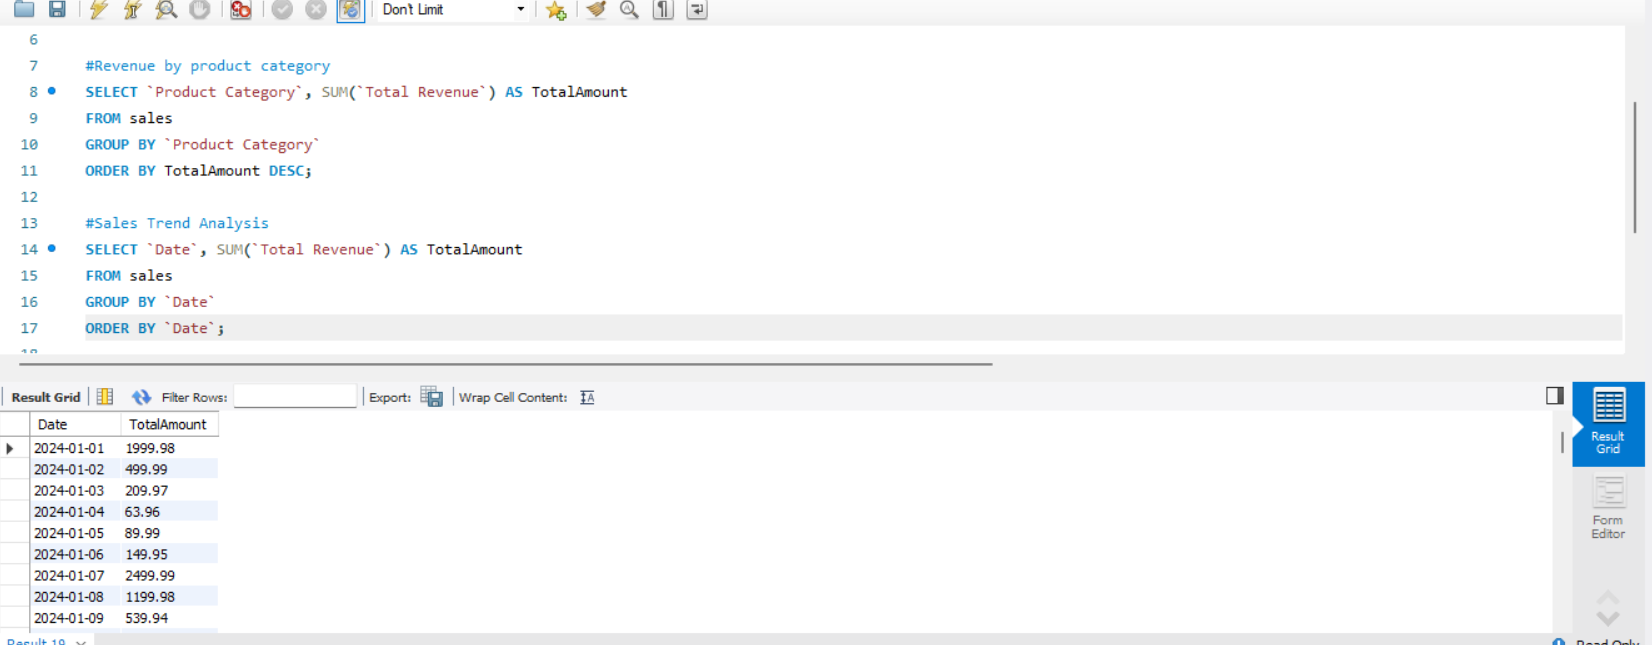 Don't Limit
6
7 #Revenue by product category
8 SELECT `Product Category`, SUM(`Total Revenue`) AS TotalAmount
9 FROM sales
10 GROUP BY `Product Category`
11 ORDER BY TotalAmount DESC;
12
13 #Sales Trend Analysis
14 SELECT `Date`, SUM(`Total Revenue`) AS TotalAmount
15 FROM sales
16 GROUP BY `Date`
17 ORDER BY `Date`;
18
Result Grid Filter Rows: Export: Wrap Cell Content:
Date TotalAmount
2024-01-01 1999.98
2024-01-02 499.99
2024-01-03 209.97
2024-01-04 63.96
2024-01-05 89.99
2024-01-06 149.95
2024-01-07 2499.99
2024-01-08 1199.98
2024-01-09 539.94
Result
Grid
Form
Editor
Result 19
Read Only